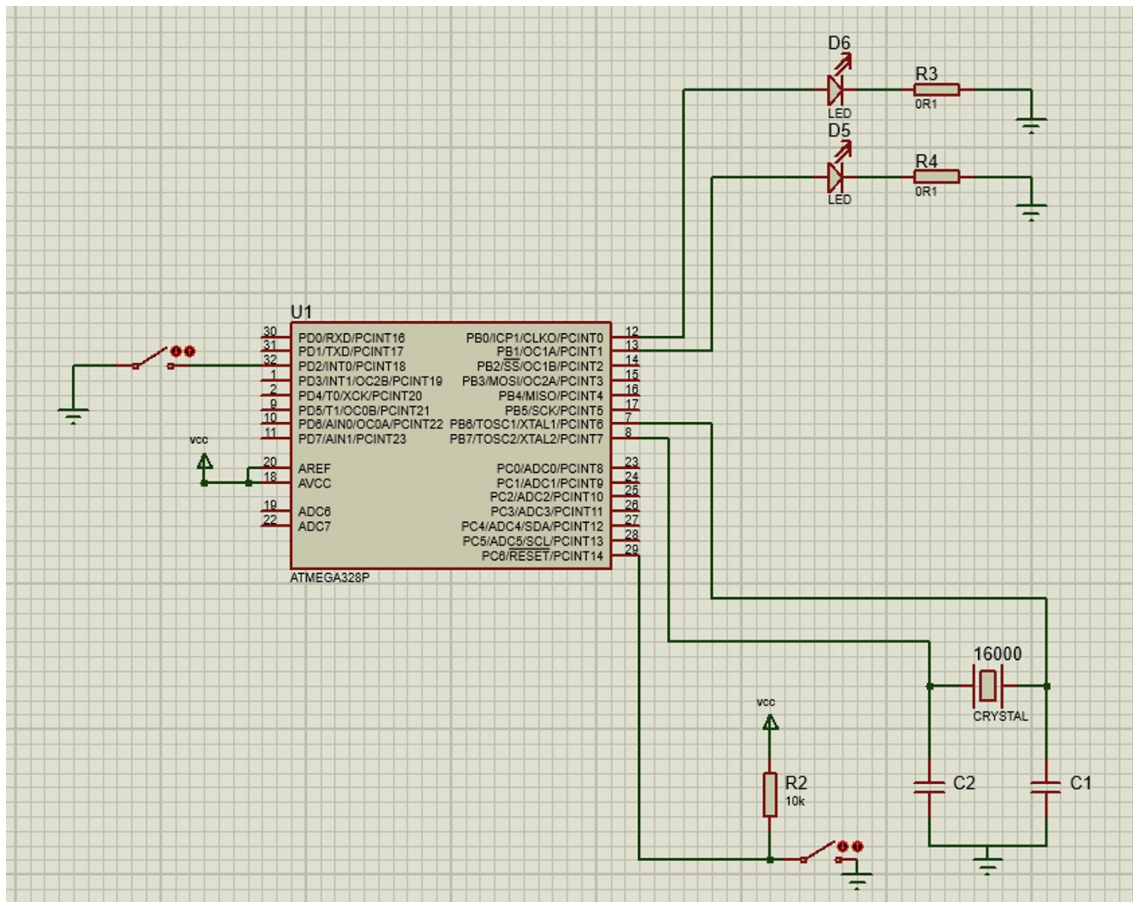 D6
LED
R3
0R1
D5
LED
R4
0R1
U1
30 PD0/RXD/PCINT16
31 PD1/TXD/PCINT17
32 PD2/INT0/PCINT18
1 PD3/INT1/OC2B/PCINT19
2 PD4/T0/XCK/PCINT20
9 PD5/T1/OC0B/PCINT21
10 PD6/AIN0/OC0A/PCINT22
11 PD7/AIN1/PCINT23
vcc
20 AREF
18 AVCC
19 ADC6
22 ADC7
PB0/ICP1/CLKO/PCINT0 12
PB1/OC1A/PCINT1 13
PB2/SS/OC1B/PCINT2 14
PB3/MOSI/OC2A/PCINT3 15
PB4/MISO/PCINT4 16
PB5/SCK/PCINT5 17
PB6/TOSC1/XTAL1/PCINT6 7
PB7/TOSC2/XTAL2/PCINT7 8
PC0/ADC0/PCINT8 23
PC1/ADC1/PCINT9 24
PC2/ADC2/PCINT10 25
PC3/ADC3/PCINT11 26
PC4/ADC4/SDA/PCINT12 27
PC5/ADC5/SCL/PCINT13 28
PC6/RESET/PCINT14 29
ATMEGA328P
16000
CRYSTAL
vcc
R2
10k
C2
C1